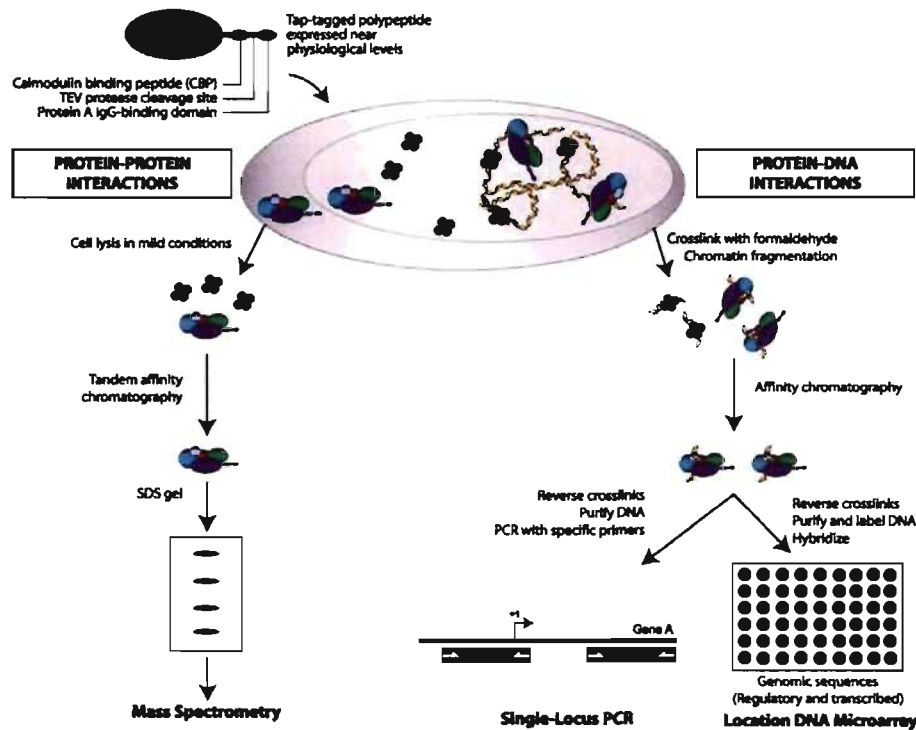 Tap-tagged polypeptide
expressed near
physiological levels
Calmodulin binding peptide (CBP)
TEV protease cleavage site
Protein A IgG-binding domain
PROTEIN-PROTEIN
INTERACTIONS
PROTEIN-DNA
INTERACTIONS
Cell lysis in mild conditions
Crosslink with formaldehyde
Chromatin fragmentation
Tandem affinity
chromatography
Affinity chromatography
SDS gel
Reverse crosslinks
Purify DNA
PCR with specific primers
Reverse crosslinks
Purify and label DNA
Hybridize
+1
Gene A
Genomic sequences
(Regulatory and transcribed)
Mass Spectrometry
Single-Locus PCR
Location DNA Microarray